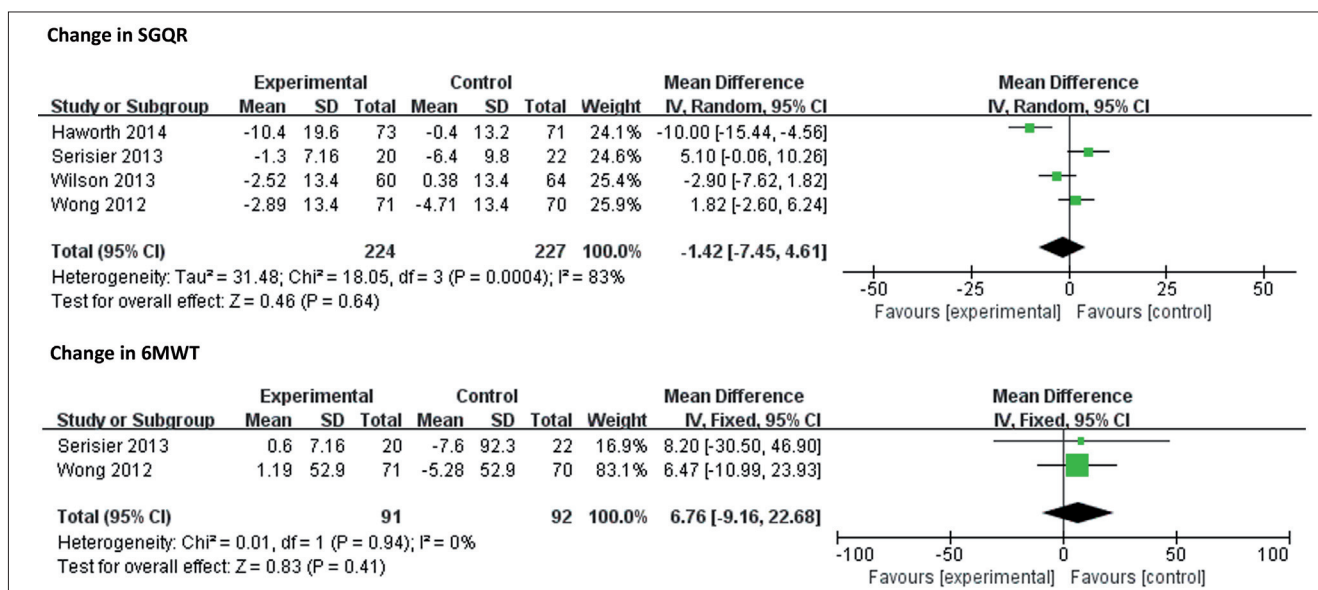 Change in SGQR
Experimental Control Mean Difference Mean Difference
Study or Subgroup Mean SD Total Mean SD Total Weight IV, Random, 95% CI IV, Random, 95% CI
Haworth 2014 -10.4 19.6 73 -0.4 13.2 71 24.1% -10.00 [-15.44, -4.56]
Serisier 2013 -1.3 7.16 20 -6.4 9.8 22 24.6% 5.10 [-0.06, 10.26]
Wilson 2013 -2.52 13.4 60 0.38 13.4 64 25.4% -2.90 [-7.62, 1.82]
Wong 2012 -2.89 13.4 71 -4.71 13.4 70 25.9% 1.82 [-2.60, 6.24]
Total (95% CI) 224 227 100.0% -1.42 [-7.45, 4.61]
Heterogeneity: Tau² = 31.48; Chi² = 18.05, df = 3 (P = 0.0004); I² = 83%
Test for overall effect: Z = 0.46 (P = 0.64)
-50 -25 0 25 50
Favours [experimental] Favours [control]
Change in 6MWT
Experimental Control Mean Difference Mean Difference
Study or Subgroup Mean SD Total Mean SD Total Weight IV, Fixed, 95% CI IV, Fixed, 95% CI
Serisier 2013 0.6 7.16 20 -7.6 92.3 22 16.9% 8.20 [-30.50, 46.90]
Wong 2012 1.19 52.9 71 -5.28 52.9 70 83.1% 6.47 [-10.99, 23.93]
Total (95% CI) 91 92 100.0% 6.76 [-9.16, 22.68]
Heterogeneity: Chi² = 0.01, df = 1 (P = 0.94); I² = 0%
Test for overall effect: Z = 0.83 (P = 0.41)
-100 -50 0 50 100
Favours [experimental] Favours [control]